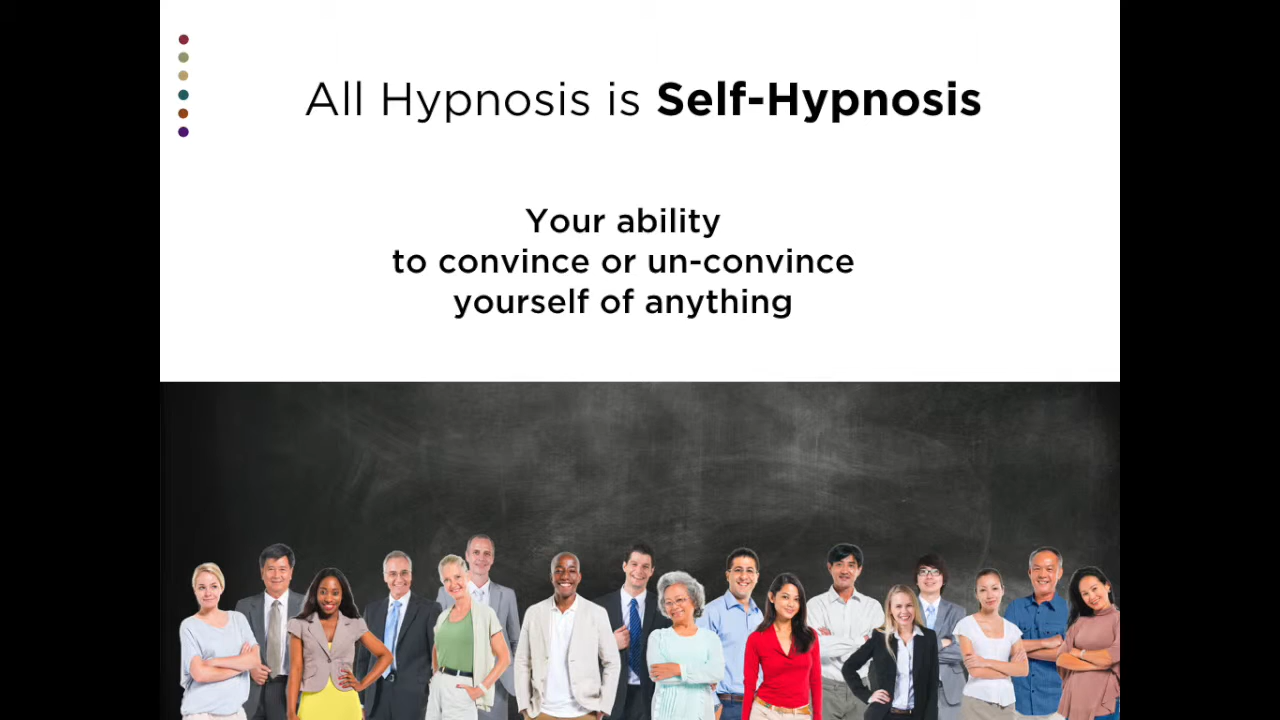 All Hypnosis is Self-Hypnosis
Your ability
to convince or un-convince
yourself of anything